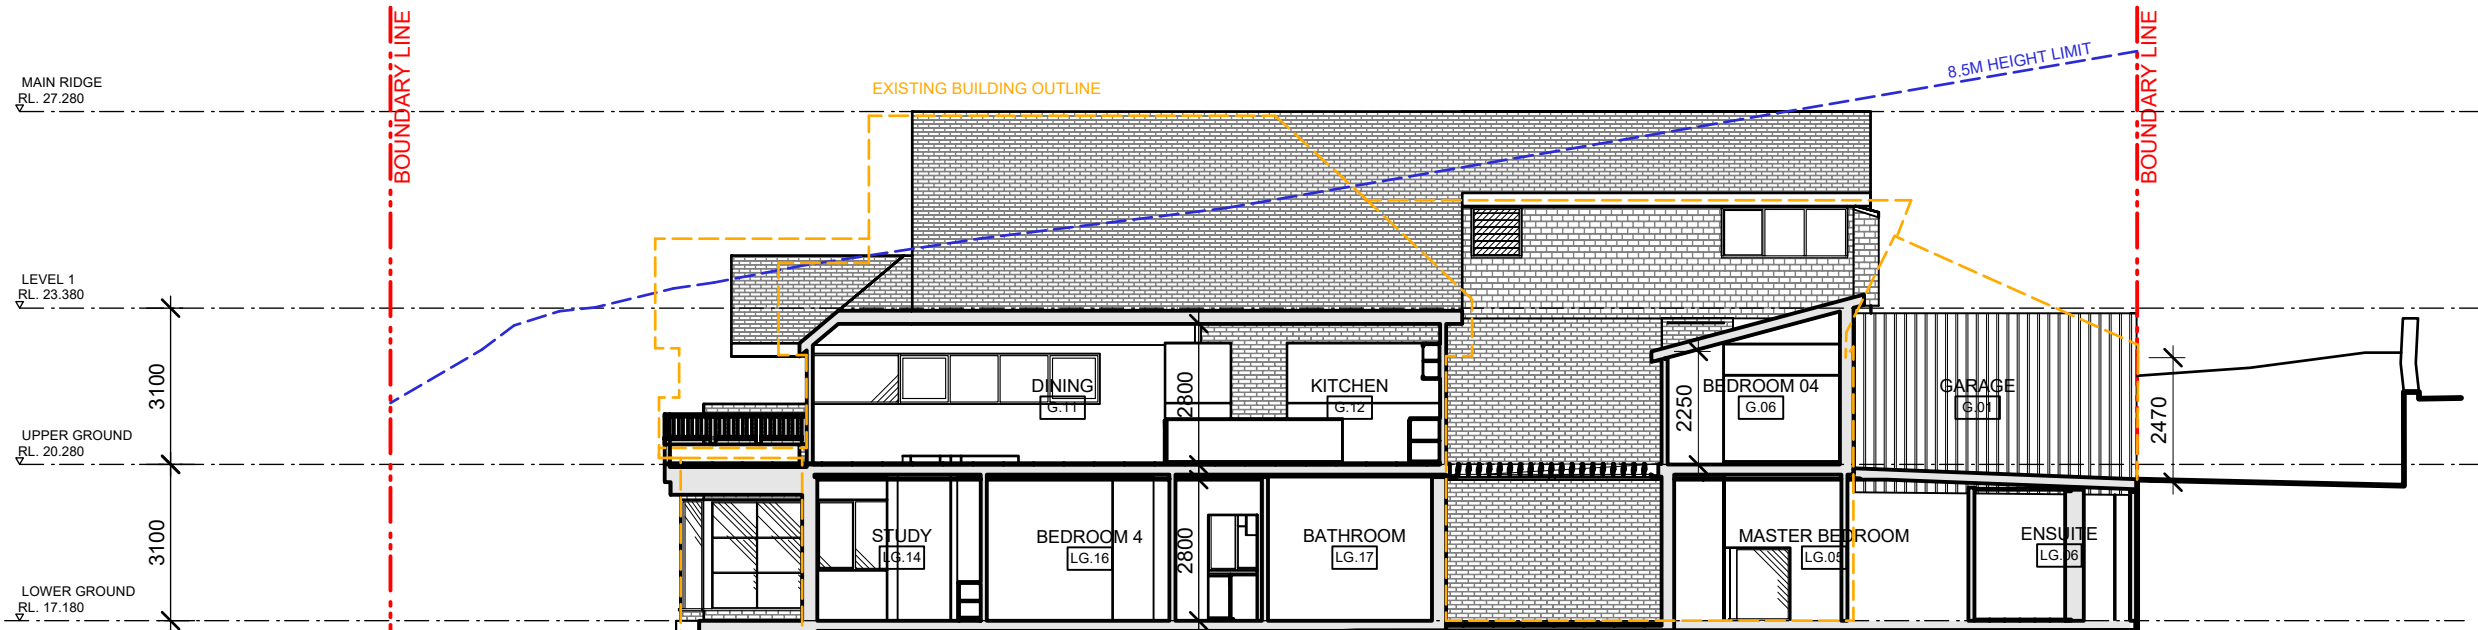 BOUNDARY LINE
BOUNDARY LINE
8.5M HEIGHT LIMIT
MAIN RIDGE
RL. 27.280
EXISTING BUILDING OUTLINE
LEVEL 1
RL. 23.380
3100
DINING
G.11
2800
KITCHEN
G.12
2250
BEDROOM 04
G.06
GARAGE
G.01
2470
UPPER GROUND
RL. 20.280
3100
STUDY
LG.14
BEDROOM 4
LG.16
2800
BATHROOM
LG.17
MASTER BEDROOM
LG.05
ENSUITE
LG.06
LOWER GROUND
RL. 17.180